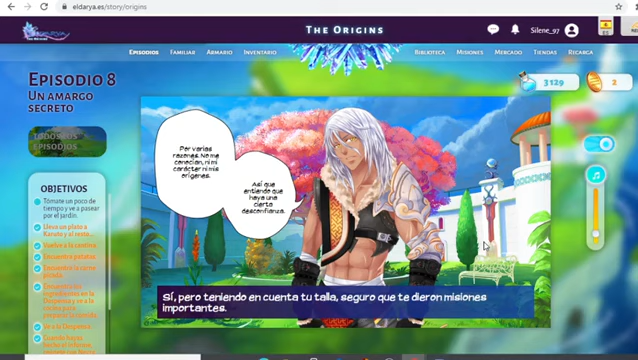 eldarya.es/story/origins
ELDARYA
THE ORIGINS
Silene_97
ES
EPISODIOS
FAMILIAR
ARMARIO
INVENTARIO
BIBLIOTECA
MISIONES
MERCADO
TIENDAS
RECARGA
EPISODIO 8
UN AMARGO
SECRETO
TODOS LOS
EPISODIOS
3129
2
OBJETIVOS
Tómate un poco de
tiempo y ve a pasear
por el jardín.
Lleva un plato a
Karuto y al resto...
Vuelve a la cantina
Encuentra patatas
Encuentra la carne
picada
Ve a la Despensa
Por varias
razones. No me
conocían, ni mi
carácter ni mis
orígenes.
Así que
entiendo que
haya una
cierta
desconfianza.
Sí, pero teniendo en cuenta tu talla, seguro que te dieron misiones
importantes.